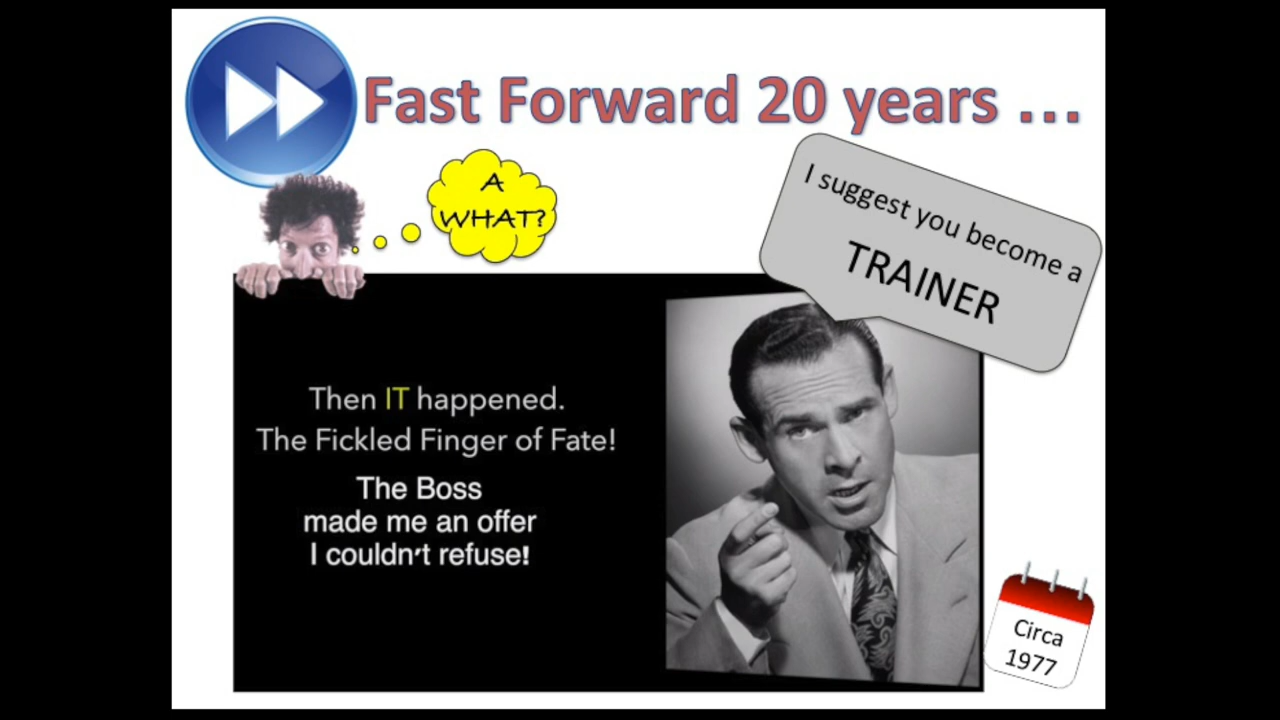 Fast Forward 20 years ...
A
WHAT?
I suggest you become a
TRAINER
Then IT happened.
The Fickled Finger of Fate!
The Boss
made me an offer
I couldn't refuse!
Circa
1977